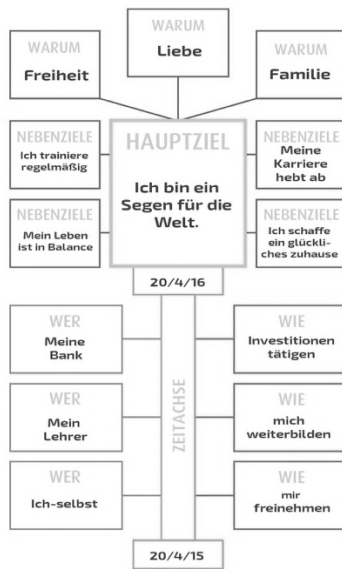 WARUM
Liebe
WARUM
Freiheit
WARUM
Familie
NEBENZIELE
Ich trainiere
regelmäßig
HAUPTZIEL
Ich bin ein
Segen für die
Welt.
NEBENZIELE
Meine
Karriere
hebt ab
NEBENZIELE
Mein Leben
ist in Balance
NEBENZIELE
Ich schaffe
ein glückli-
ches zuhause
20/4/16
WER
Meine
Bank
WIE
Investitionen
tätigen
ZEITACHSE
WER
Mein
Lehrer
WIE
mich
weiterbilden
WER
Ich-selbst
WIE
mir
freinehmen
20/4/15